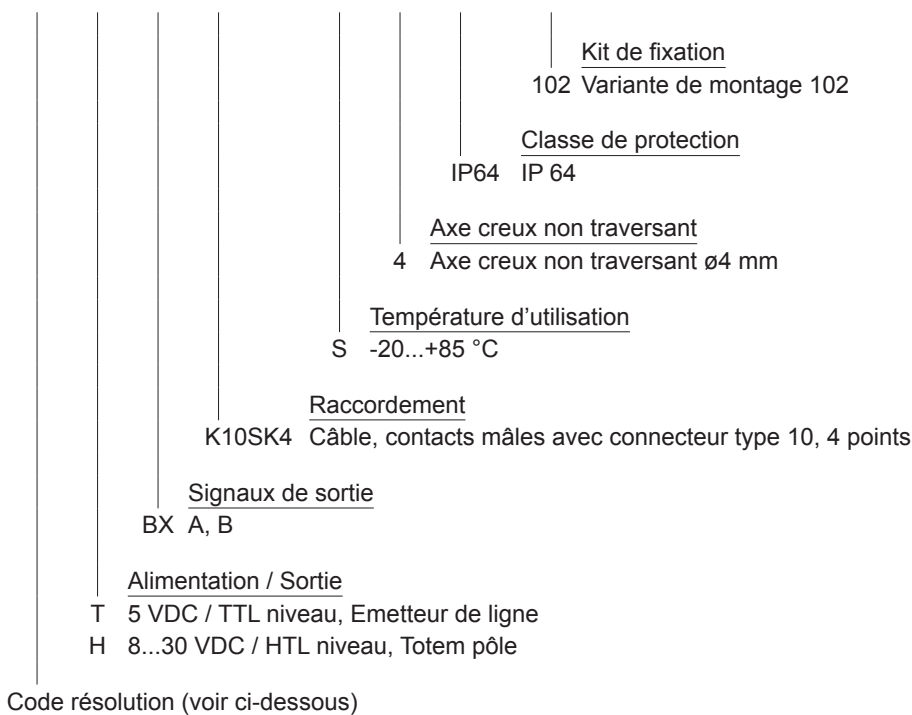 Kit de fixation
102 Variante de montage 102
Classe de protection
IP64 IP 64
Axe creux non traversant
4 Axe creux non traversant ø4 mm
Température d’utilisation
S -20...+85 °C
Raccordement
K10SK4 Câble, contacts mâles avec connecteur type 10, 4 points
Signaux de sortie
BX A, B
Alimentation / Sortie
T 5 VDC / TTL niveau, Emetteur de ligne
H 8...30 VDC / HTL niveau, Totem pôle
Code résolution (voir ci-dessous)